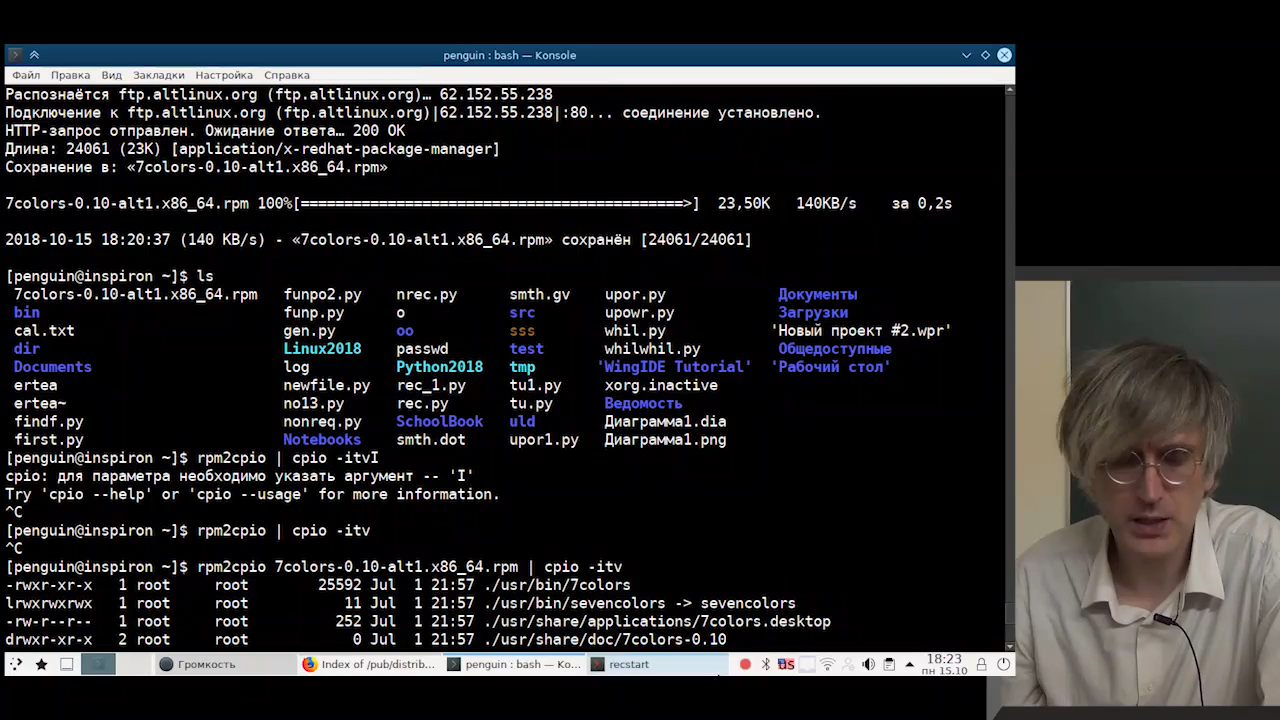 penguin : bash — Konsole
Файл Правка Вид Закладки Настройка Справка
Распознаётся ftp.altlinux.org (ftp.altlinux.org)… 62.152.55.238
Подключение к ftp.altlinux.org (ftp.altlinux.org)|62.152.55.238|:80... соединение установлено.
HTTP-запрос отправлен. Ожидание ответа… 200 OK
Длина: 24061 (23K) [application/x-redhat-package-manager]
Сохранение в: «7colors-0.10-alt1.x86_64.rpm»
7colors-0.10-alt1.x86_64.rpm 100%[===========================================>] 23,50K 140KB/s за 0,2s
2018-10-15 18:20:37 (140 KB/s) - «7colors-0.10-alt1.x86_64.rpm» сохранён [24061/24061]
[penguin@inspiron ~]$ ls
7colors-0.10-alt1.x86_64.rpm funpo2.py nrec.py smth.gv upor.py Документы
bin funp.py o src upowr.py Загрузки
cal.txt gen.py oo sss whil.py 'Новый проект #2.wpr'
dir Linux2018 passwd test whilwhil.py Общедоступные
Documents log Python2018 tmp 'WingIDE Tutorial' 'Рабочий стол'
ertea newfile.py rec_1.py tu1.py xorg.inactive
ertea~ no13.py rec.py tu.py Ведомость
findf.py nonreq.py SchoolBook uld Диаграмма1.dia
first.py Notebooks smth.dot upor1.py Диаграмма1.png
[penguin@inspiron ~]$ rpm2cpio | cpio -itvI
cpio: для параметра необходимо указать аргумент -- 'I'
Try 'cpio --help' or 'cpio --usage' for more information.
^C
[penguin@inspiron ~]$ rpm2cpio | cpio -itv
^C
[penguin@inspiron ~]$ rpm2cpio 7colors-0.10-alt1.x86_64.rpm | cpio -itv
-rwxr-xr-x 1 root root 25592 Jul 1 21:57 ./usr/bin/7colors
lrwxrwxrwx 1 root root 11 Jul 1 21:57 ./usr/bin/sevencolors -> sevencolors
-rw-r--r-- 1 root root 252 Jul 1 21:57 ./usr/share/applications/7colors.desktop
drwxr-xr-x 2 root root 0 Jul 1 21:57 ./usr/share/doc/7colors-0.10
Громкость Index of /pub/distrib... penguin : bash — Ko... recstart US 18:23
пн 15.10